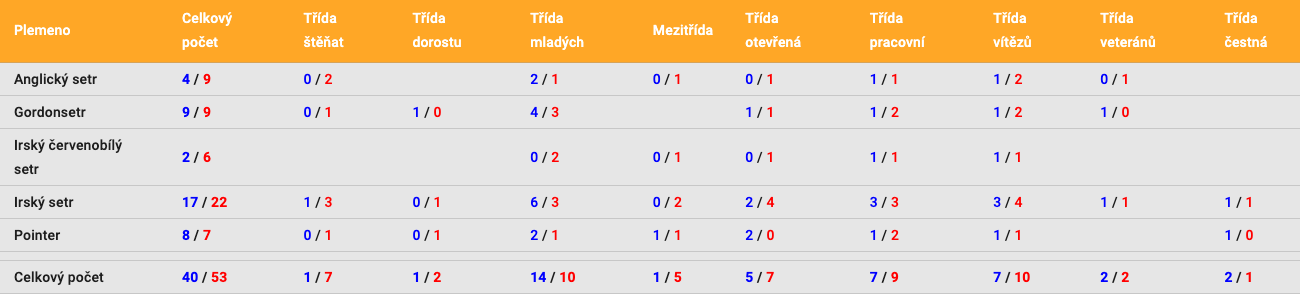 Plemeno Celkový počet Třída štěňat Třída dorostu Třída mladých Mezitřída Třída otevřená Třída pracovní Třída vítězů Třída veteránů Třída čestná
Anglický setr 4 / 9 0 / 2 2 / 1 0 / 1 0 / 1 1 / 1 1 / 2 0 / 1
Gordonsetr 9 / 9 0 / 1 1 / 0 4 / 3 1 / 1 1 / 2 1 / 2 1 / 0
Irský červenobílý setr 2 / 6 0 / 2 0 / 1 0 / 1 1 / 1 1 / 1
Irský setr 17 / 22 1 / 3 0 / 1 6 / 3 0 / 2 2 / 4 3 / 3 3 / 4 1 / 1 1 / 1
Pointer 8 / 7 0 / 1 0 / 1 2 / 1 1 / 1 2 / 0 1 / 2 1 / 1 1 / 0
Celkový počet 40 / 53 1 / 7 1 / 2 14 / 10 1 / 5 5 / 7 7 / 9 7 / 10 2 / 2 2 / 1